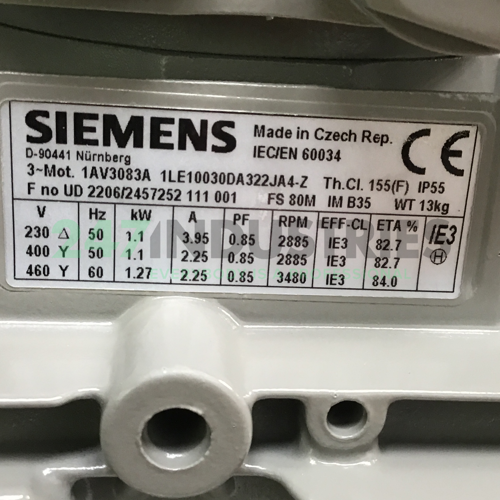 SIEMENS
Made in Czech Rep.
CE
D-90441 Nürnberg
IEC/EN 60034
3~Mot. 1AV3083A 1LE10030DA322JA4-Z Th.Cl. 155(F) IP55
F no UD 2206/2457252 111 001 FS 80M IM B35 WT 13kg
V Hz kW A PF RPM EFF-CL ETA % IE3
230 Δ 50 1.1 3.95 0.85 2885 IE3 82.7
400 Y 50 1.1 2.25 0.85 2885 IE3 82.7 H
460 Y 60 1.27 2.25 0.85 3480 IE3 84.0
247 INDUSTRIES